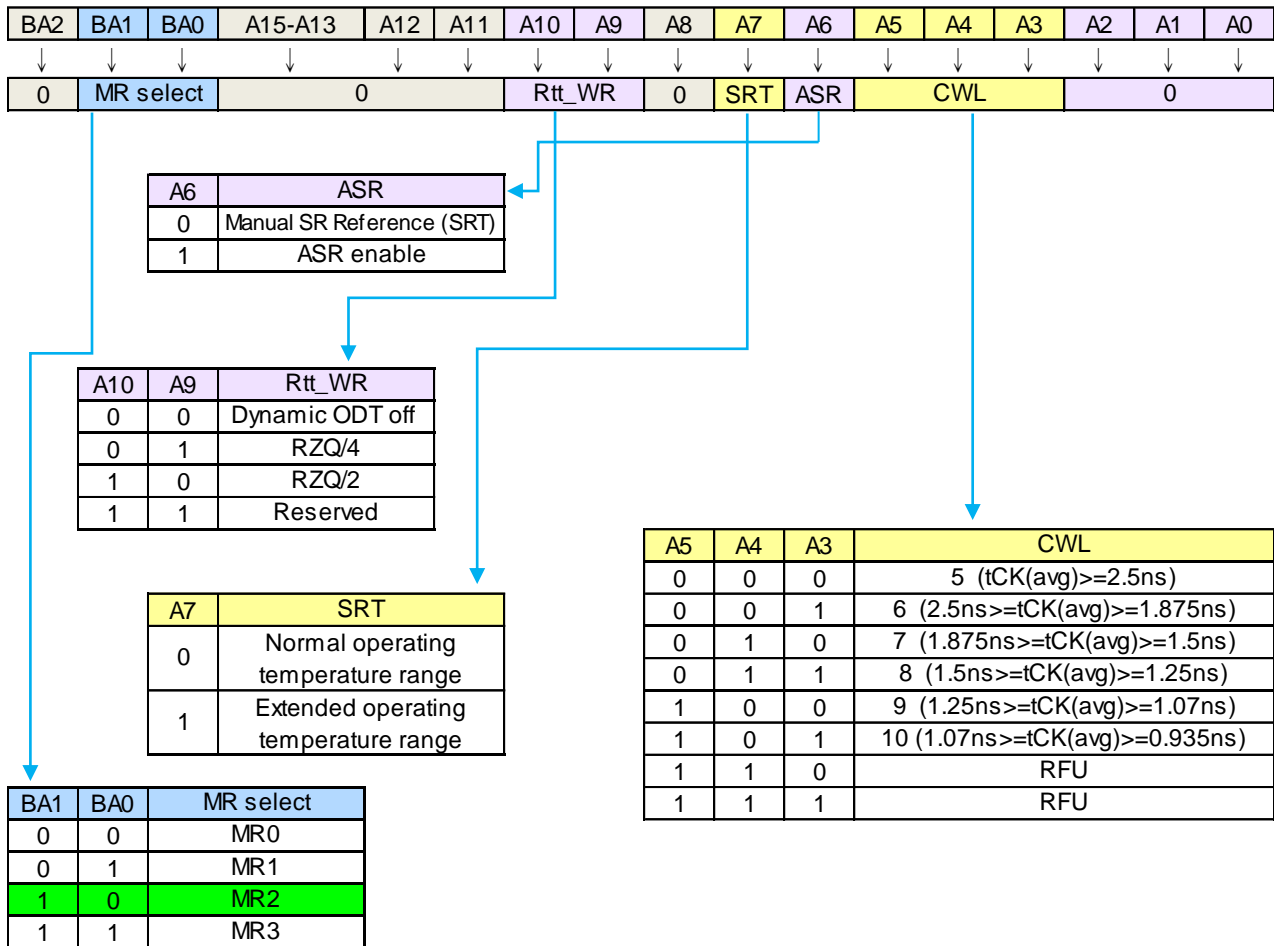 BA2 BA1 BA0 A15-A13 A12 A11 A10 A9 A8 A7 A6 A5 A4 A3 A2 A1 A0
0 MR select 0 Rtt_WR 0 SRT ASR CWL 0
A6 ASR
0 Manual SR Reference (SRT)
1 ASR enable
A10 A9 Rtt_WR
0 0 Dynamic ODT off
0 1 RZQ/4
1 0 RZQ/2
1 1 Reserved
A7 SRT
0 Normal operating
temperature range
1 Extended operating
temperature range
A5 A4 A3 CWL
0 0 0 5 (tCK(avg)>=2.5ns)
0 0 1 6 (2.5ns>=tCK(avg)>=1.875ns)
0 1 0 7 (1.875ns>=tCK(avg)>=1.5ns)
0 1 1 8 (1.5ns>=tCK(avg)>=1.25ns)
1 0 0 9 (1.25ns>=tCK(avg)>=1.07ns)
1 0 1 10 (1.07ns>=tCK(avg)>=0.935ns)
1 1 0 RFU
1 1 1 RFU
BA1 BA0 MR select
0 0 MR0
0 1 MR1
1 0 MR2
1 1 MR3